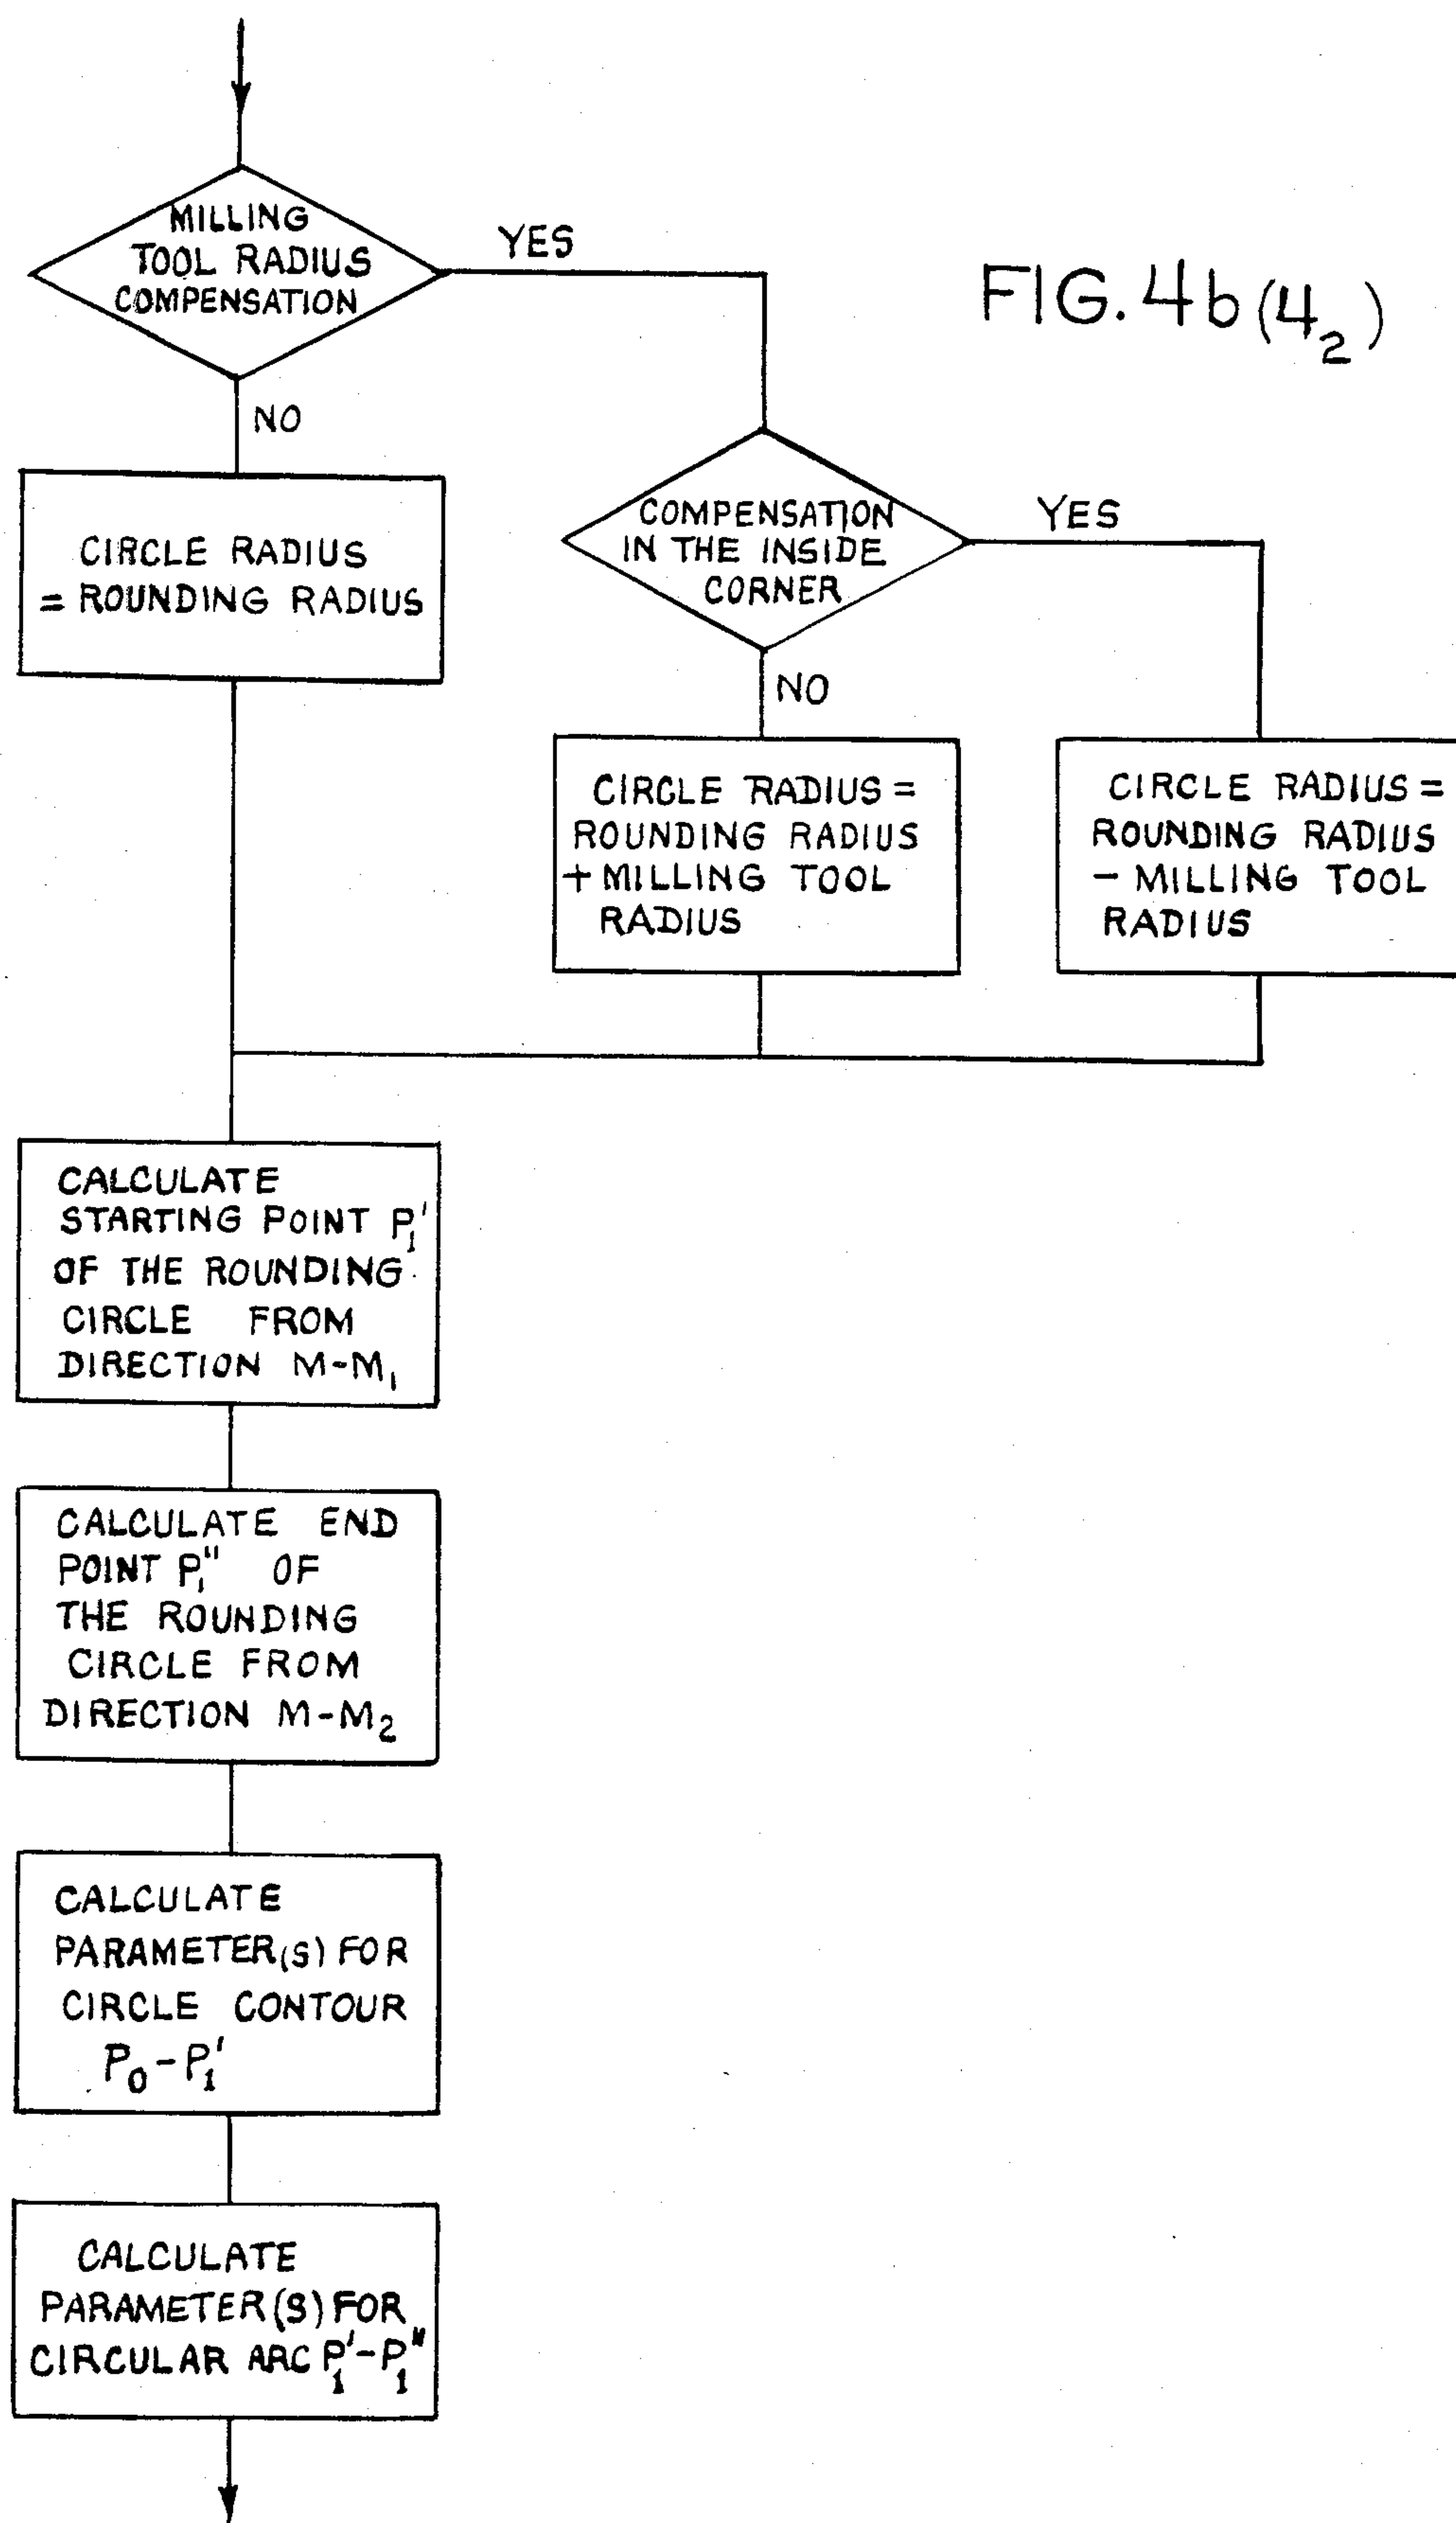 MILLING
TOOL RADIUS
COMPENSATION
YES
FIG. 4b (4₂)
NO
CIRCLE RADIUS
= ROUNDING RADIUS
COMPENSATION
IN THE INSIDE
CORNER
YES
NO
CIRCLE RADIUS =
ROUNDING RADIUS
+ MILLING TOOL
RADIUS
CIRCLE RADIUS =
ROUNDING RADIUS
- MILLING TOOL
RADIUS
CALCULATE
STARTING POINT P₁'
OF THE ROUNDING
CIRCLE FROM
DIRECTION M-M₁
CALCULATE END
POINT P₁" OF
THE ROUNDING
CIRCLE FROM
DIRECTION M-M₂
CALCULATE
PARAMETER(S) FOR
CIRCLE CONTOUR
P₀-P₁'
CALCULATE
PARAMETER(S) FOR
CIRCULAR ARC P₁'-P₁"